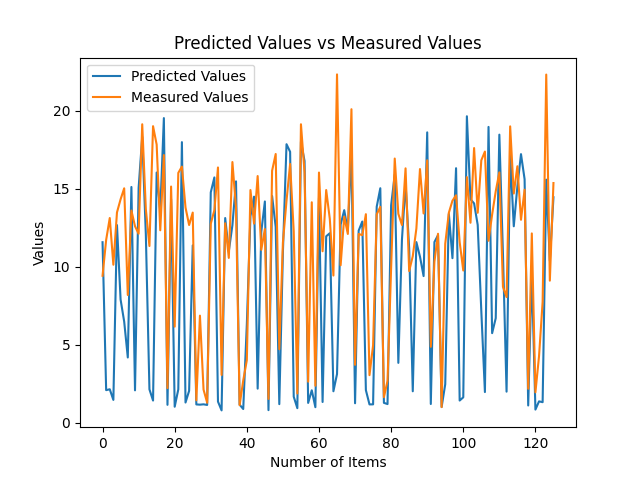 Predicted Values vs Measured Values
Predicted Values
Measured Values
20
15
10
5
0
Values
0
20
40
60
80
100
120
Number of Items